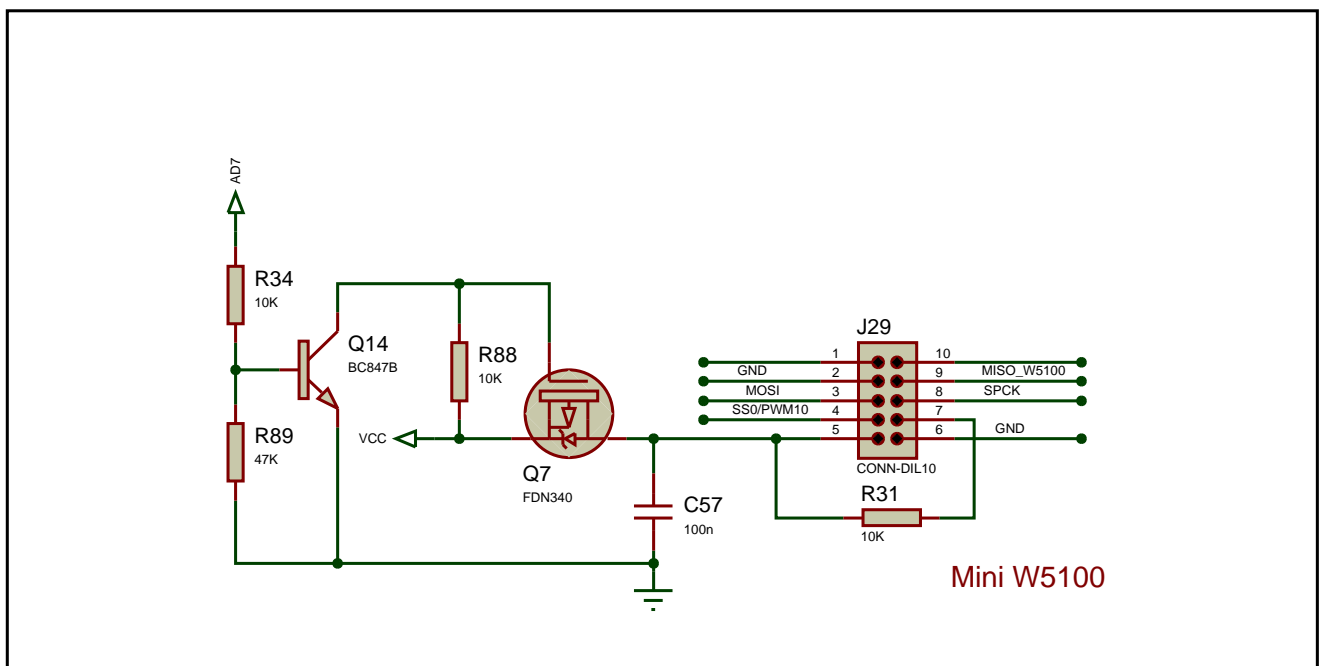 AD7
R34
10K
Q14
BC847B
R89
47K
R88
10K
VCC
Q7
FDN340
C57
100n
J29
1
10
GND
2
9
MISO_W5100
MOSI
3
8
SPCK
SS0/PWM10
4
7
5
6
GND
CONN-DIL10
R31
10K
Mini W5100